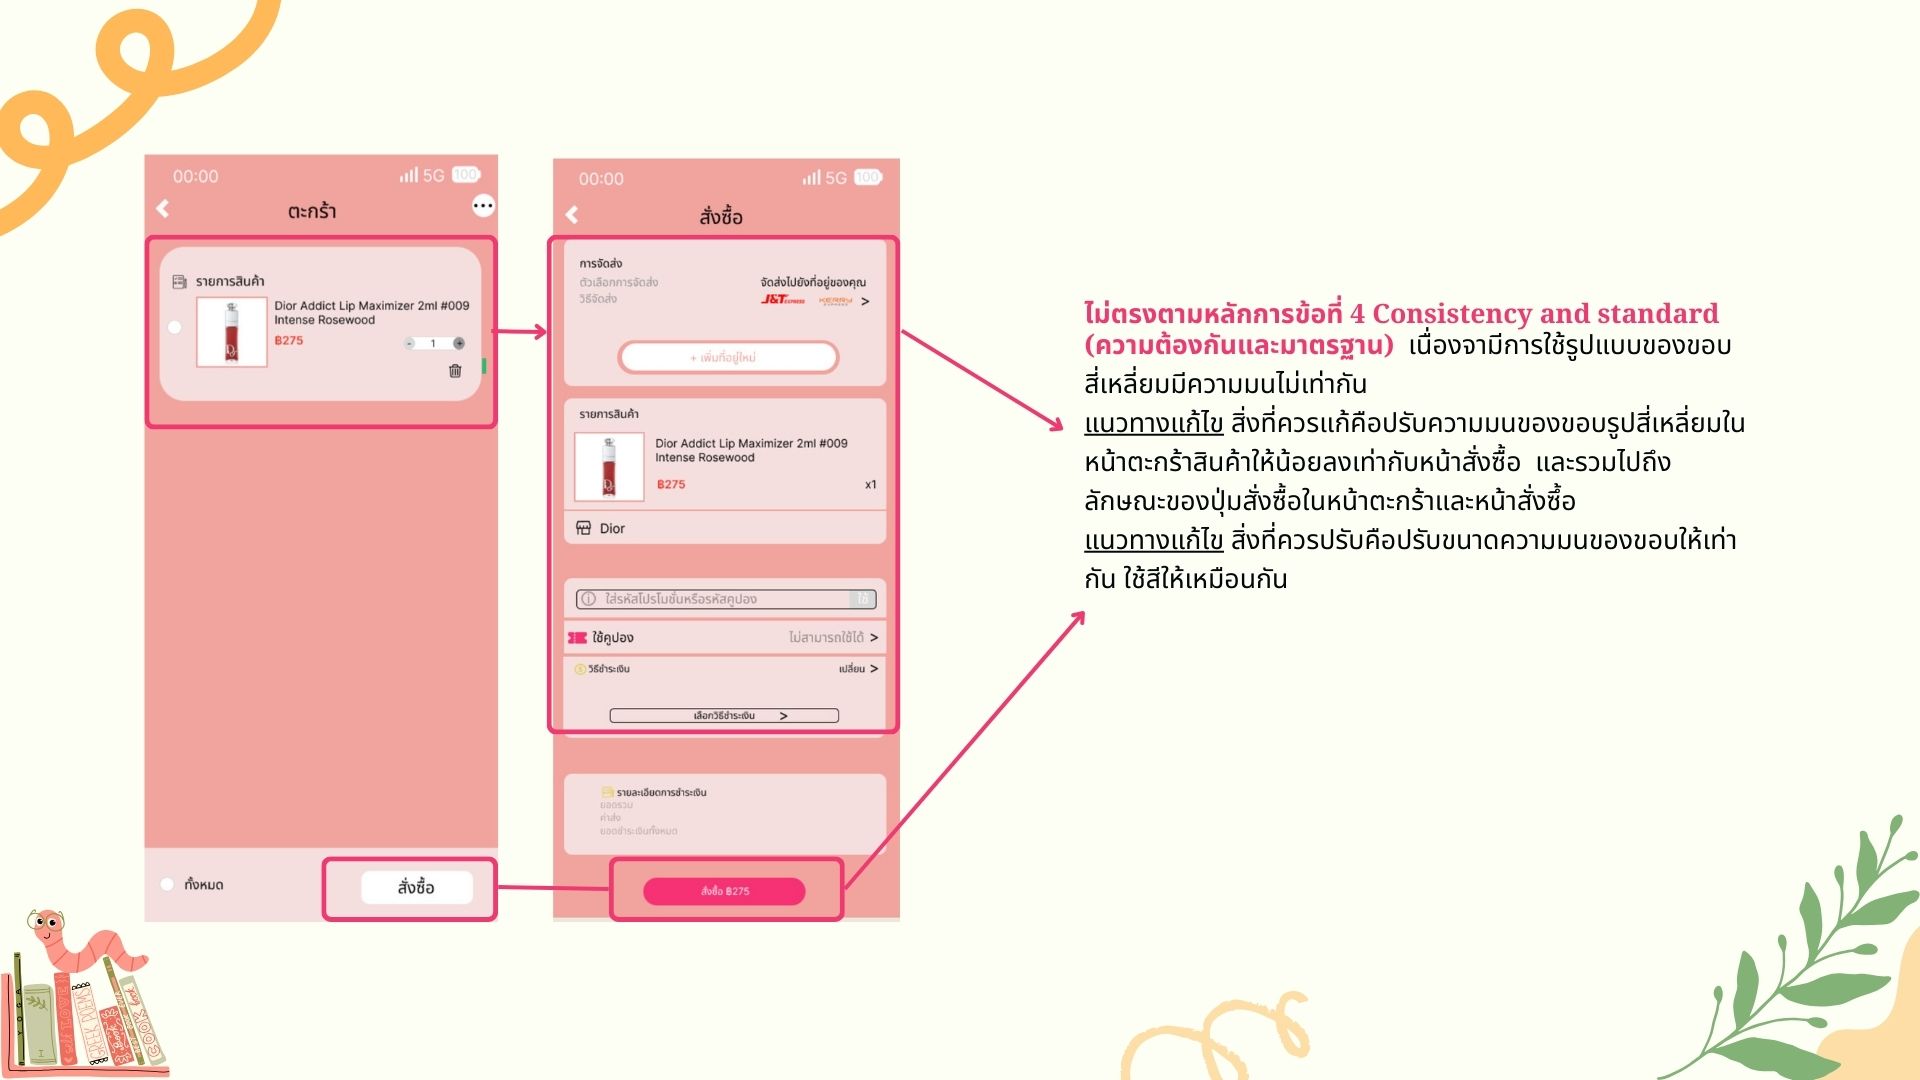 00:00
5G 100
ตะกร้า
รายการสินค้า
Dior Addict Lip Maximizer 2ml #009
Intense Rosewood
฿275
- 1 +
ทั้งหมด
สั่งซื้อ
00:00
5G 100
สั่งซื้อ
การจัดส่ง
ตัวเลือกการจัดส่ง
จัดส่งไปยังที่อยู่ของคุณ
วิธีจัดส่ง
J&T EXPRESS KERRY EXPRESS >
+ เพิ่มที่อยู่ใหม่
รายการสินค้า
Dior Addict Lip Maximizer 2ml #009
Intense Rosewood
฿275
x1
Dior
ใส่รหัสโปรโมชั่นหรือรหัสคูปอง
ใช้
ใช้คูปอง
ไม่สามารถใช้ได้ >
วิธีชำระเงิน
เปลี่ยน >
เลือกวิธีชำระเงิน >
รายละเอียดการชำระเงิน
ยอดรวม
ค่าส่ง
ยอดชำระเงินทั้งหมด
สั่งซื้อ ฿275
ไม่ตรงตามหลักการข้อที่ 4 Consistency and standard
(ความต้องกันและมาตรฐาน) เนื่องจามีการใช้รูปแบบของขอบ
สี่เหลี่ยมมีความมนไม่เท่ากัน
แนวทางแก้ไข สิ่งที่ควรแก้คือปรับความมนของขอบรูปสี่เหลี่ยมใน
หน้าตะกร้าสินค้าให้น้อยลงเท่ากับหน้าสั่งซื้อ และรวมไปถึง
ลักษณะของปุ่มสั่งซื้อในหน้าตะกร้าและหน้าสั่งซื้อ
แนวทางแก้ไข สิ่งที่ควรปรับคือปรับขนาดความมนของขอบให้เท่า
กัน ใช้สีให้เหมือนกัน
YOGA
self LOVE
GREEK POEMS
Book
COOK
book